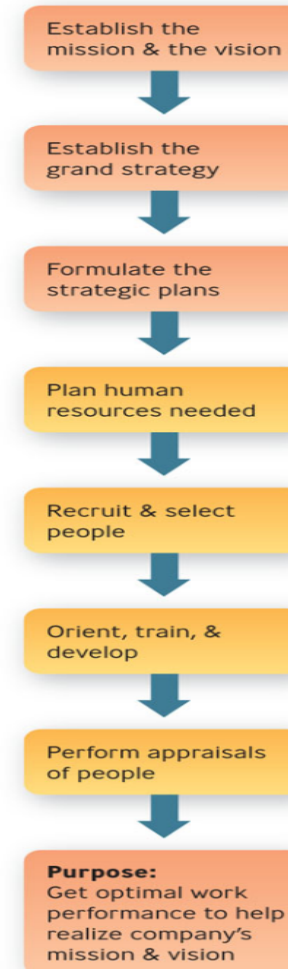 Establish the
mission & the vision
Establish the
grand strategy
Formulate the
strategic plans
Plan human
resources needed
Recruit & select
people
Orient, train, &
develop
Perform appraisals
of people
Purpose:
Get optimal work
performance to help
realize company's
mission & vision